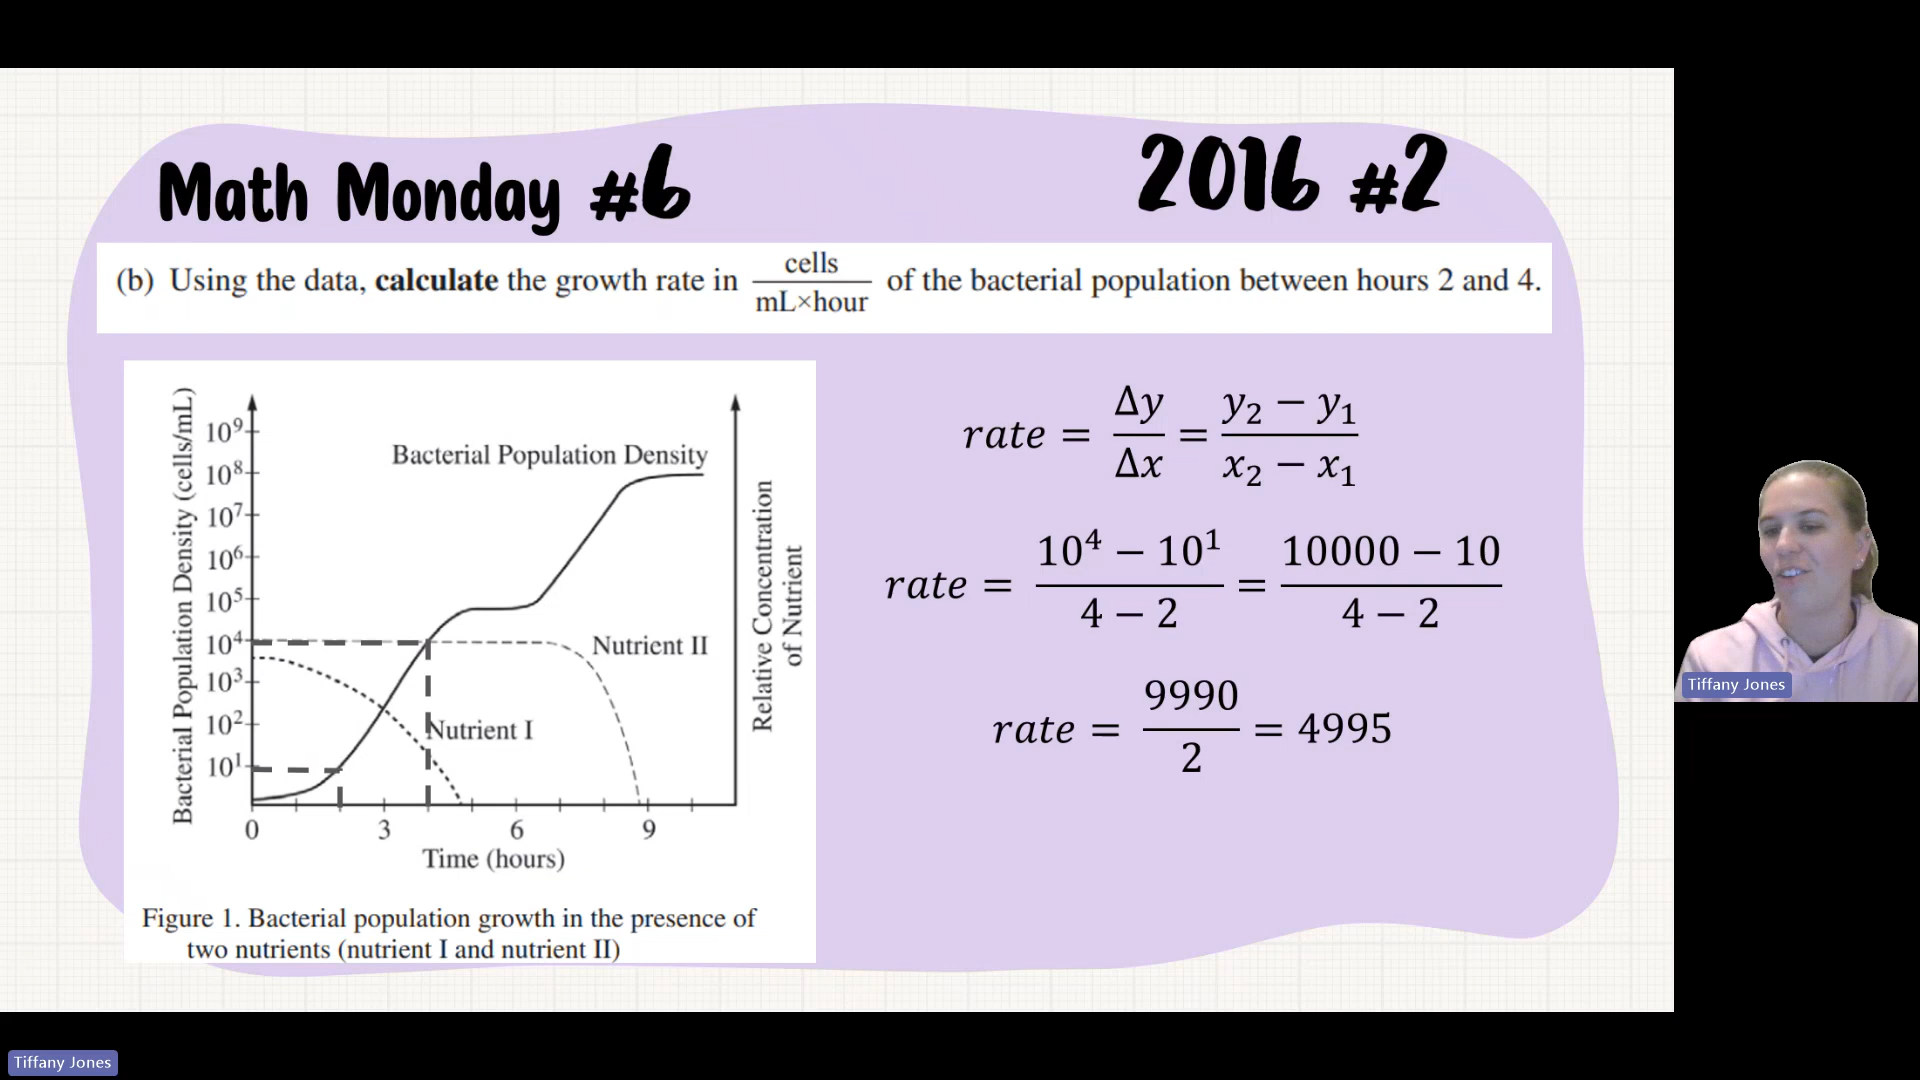 Math Monday #6
2016 #2
(b) Using the data, calculate the growth rate in cells / mL×hour of the bacterial population between hours 2 and 4.
Bacterial Population Density (cells/mL)
10⁹
10⁸
10⁷
10⁶
10⁵
10⁴
10³
10²
10¹
Bacterial Population Density
Nutrient II
Nutrient I
Relative Concentration
of Nutrient
0 3 6 9
Time (hours)
Figure 1. Bacterial population growth in the presence of
two nutrients (nutrient I and nutrient II)
rate = Δy/Δx = (y₂ − y₁)/(x₂ − x₁)
rate = (10⁴ − 10¹)/(4 − 2) = (10000 − 10)/(4 − 2)
rate = 9990/2 = 4995
Tiffany Jones
Tiffany Jones